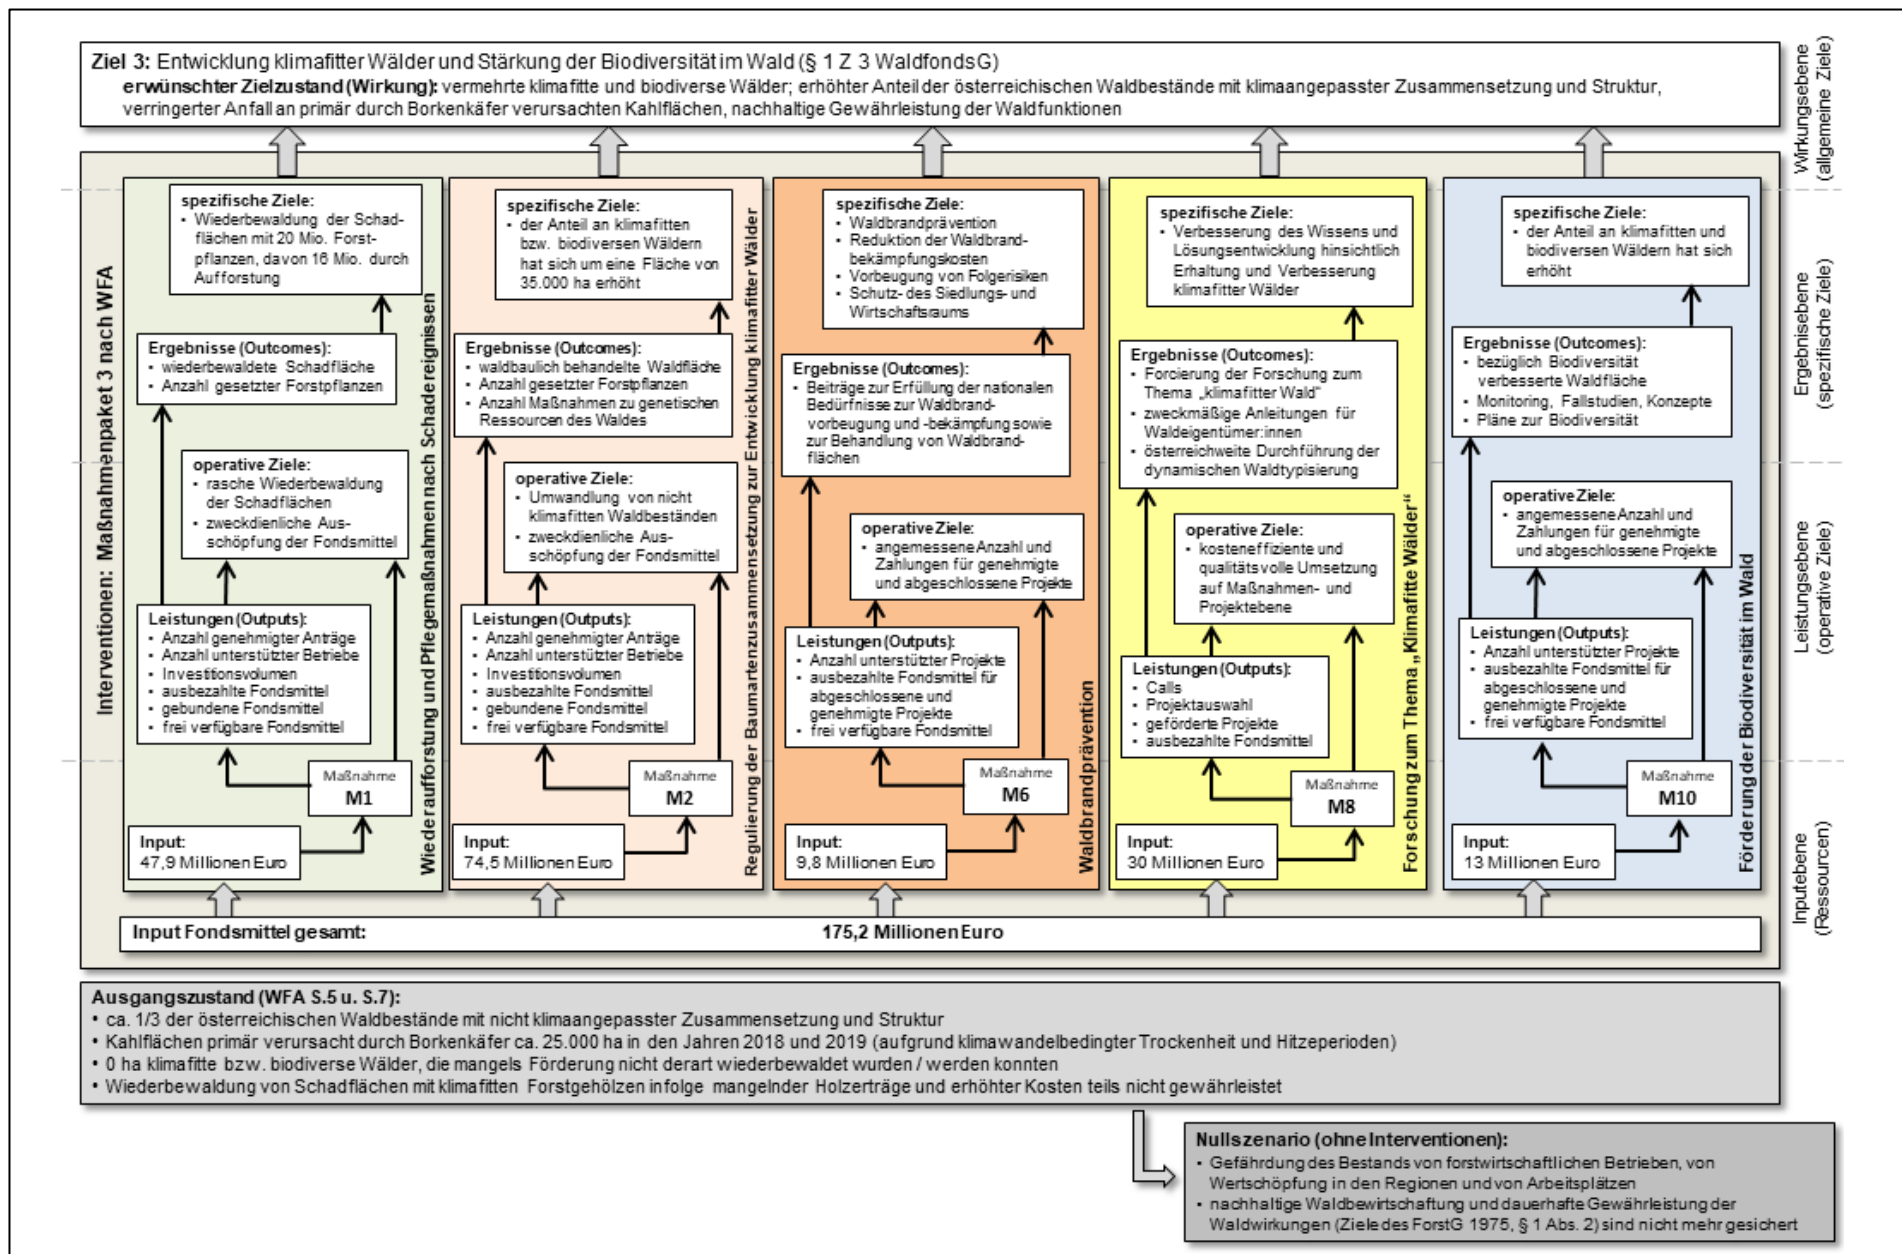 Ziel 3: Entwicklung klimafitter Wälder und Stärkung der Biodiversität im Wald (§ 1 Z 3 WaldfondsG)
erwünschter Zielzustand (Wirkung): vermehrte klimafitte und biodiverse Wälder; erhöhter Anteil der österreichischen Waldbestände mit klimaangepasster Zusammensetzung und Struktur,
verringerter Anfall an primär durch Borkenkäfer verursachten Kahlflächen, nachhaltige Gewährleistung der Waldfunktionen
Wirkungsebene
(allgemeine Ziele)
Interventionen: Maßnahmenpaket 3 nach WFA
spezifische Ziele:
▪ Wiederbewaldung der Schad-
flächen mit 20 Mio. Forst-
pflanzen, davon 16 Mio. durch
Aufforstung
Ergebnisse (Outcomes):
▪ wiederbewaldete Schadfläche
▪ Anzahl gesetzter Forstpflanzen
operative Ziele:
▪ rasche Wiederbewaldung
der Schadflächen
▪ zweckdienliche Aus-
schöpfung der Fondsmittel
Leistungen (Outputs):
▪ Anzahl genehmigter Anträge
▪ Anzahl unterstützter Betriebe
▪ Investitionsvolumen
▪ ausbezahlte Fondsmittel
▪ gebundene Fondsmittel
▪ frei verfügbare Fondsmittel
Maßnahme
M1
Input:
47,9 Millionen Euro
Wiederaufforstung und Pflegemaßnahmen nach Schadereignissen
spezifische Ziele:
▪ der Anteil an klimafitten
bzw. biodiversen Wäldern
hat sich um eine Fläche von
35.000 ha erhöht
Ergebnisse (Outcomes):
▪ waldbaulich behandelte Waldfläche
▪ Anzahl gesetzter Forstpflanzen
▪ Anzahl Maßnahmen zu genetischen
Ressourcen des Waldes
operative Ziele:
▪ Umwandlung von nicht
klimafitten Waldbeständen
▪ zweckdienliche Aus-
schöpfung der Fondsmittel
Leistungen (Outputs):
▪ Anzahl genehmigter Anträge
▪ Anzahl unterstützter Betriebe
▪ Investitionsvolumen
▪ ausbezahlte Fondsmittel
▪ gebundene Fondsmittel
▪ frei verfügbare Fondsmittel
Maßnahme
M2
Input:
74,5 Millionen Euro
Regulierung der Baumartenzusammensetzung zur Entwicklung klimafitter Wälder
spezifische Ziele:
▪ Waldbrandprävention
▪ Reduktion der Waldbrand-
bekämpfungskosten
▪ Vorbeugung von Folgerisiken
▪ Schutz- des Siedlungs- und
Wirtschaftsraums
Ergebnisse (Outcomes):
▪ Beiträge zur Erfüllung der nationalen
Bedürfnisse zur Waldbrand-
vorbeugung und -bekämpfung sowie
zur Behandlung von Waldbrand-
flächen
operative Ziele:
▪ angemessene Anzahl und
Zahlungen für genehmigte
und abgeschlossene Projekte
Leistungen (Outputs):
▪ Anzahl unterstützter Projekte
▪ ausbezahlte Fondsmittel für
abgeschlossene und
genehmigte Projekte
▪ frei verfügbare Fondsmittel
Maßnahme
M6
Input:
9,8 Millionen Euro
Waldbrandprävention
spezifische Ziele:
▪ Verbesserung des Wissens und
Lösungsentwicklung hinsichtlich
Erhaltung und Verbesserung
klimafitter Wälder
Ergebnisse (Outcomes):
▪ Forcierung der Forschung zum
Thema „klimafitter Wald“
▪ zweckmäßige Anleitungen für
Waldeigentümer:innen
▪ österreichweite Durchführung der
dynamischen Waldtypisierung
operative Ziele:
▪ kosteneffiziente und
qualitätsvolle Umsetzung
auf Maßnahmen- und
Projektebene
Leistungen (Outputs):
▪ Calls
▪ Projektauswahl
▪ geförderte Projekte
▪ ausbezahlte Fondsmittel
Maßnahme
M8
Input:
30 Millionen Euro
Forschung zum Thema „Klimafitte Wälder“
spezifische Ziele:
▪ der Anteil an klimafitten und
biodiversen Wäldern hat sich
erhöht
Ergebnisse (Outcomes):
▪ bezüglich Biodiversität
verbesserte Waldfläche
▪ Monitoring, Fallstudien, Konzepte
▪ Pläne zur Biodiversität
operative Ziele:
▪ angemessene Anzahl und
Zahlungen für genehmigte
und abgeschlossene Projekte
Leistungen (Outputs):
▪ Anzahl unterstützter Projekte
▪ ausbezahlte Fondsmittel für
abgeschlossene und
genehmigte Projekte
▪ frei verfügbare Fondsmittel
Maßnahme
M10
Input:
13 Millionen Euro
Förderung der Biodiversität im Wald
Ergebnisebene
(spezifische Ziele)
Leistungsebene
(operative Ziele)
Inputebene
(Ressourcen)
Input Fondsmittel gesamt: 175,2 Millionen Euro
Ausgangszustand (WFA S.5 u. S.7):
• ca. 1/3 der österreichischen Waldbestände mit nicht klimaangepasster Zusammensetzung und Struktur
• Kahlflächen primär verursacht durch Borkenkäfer ca. 25.000 ha in den Jahren 2018 und 2019 (aufgrund klimawandelbedingter Trockenheit und Hitzeperioden)
• 0 ha klimafitte bzw. biodiverse Wälder, die mangels Förderung nicht derart wiederbewaldet wurden / werden konnten
• Wiederbewaldung von Schadflächen mit klimafitten Forstgehölzen infolge mangelnder Holzerträge und erhöhter Kosten teils nicht gewährleistet
Nullszenario (ohne Interventionen):
▪ Gefährdung des Bestands von forstwirtschaftlichen Betrieben, von
Wertschöpfung in den Regionen und von Arbeitsplätzen
▪ nachhaltige Waldbewirtschaftung und dauerhafte Gewährleistung der
Waldwirkungen (Ziele des ForstG 1975, § 1 Abs. 2) sind nicht mehr gesichert